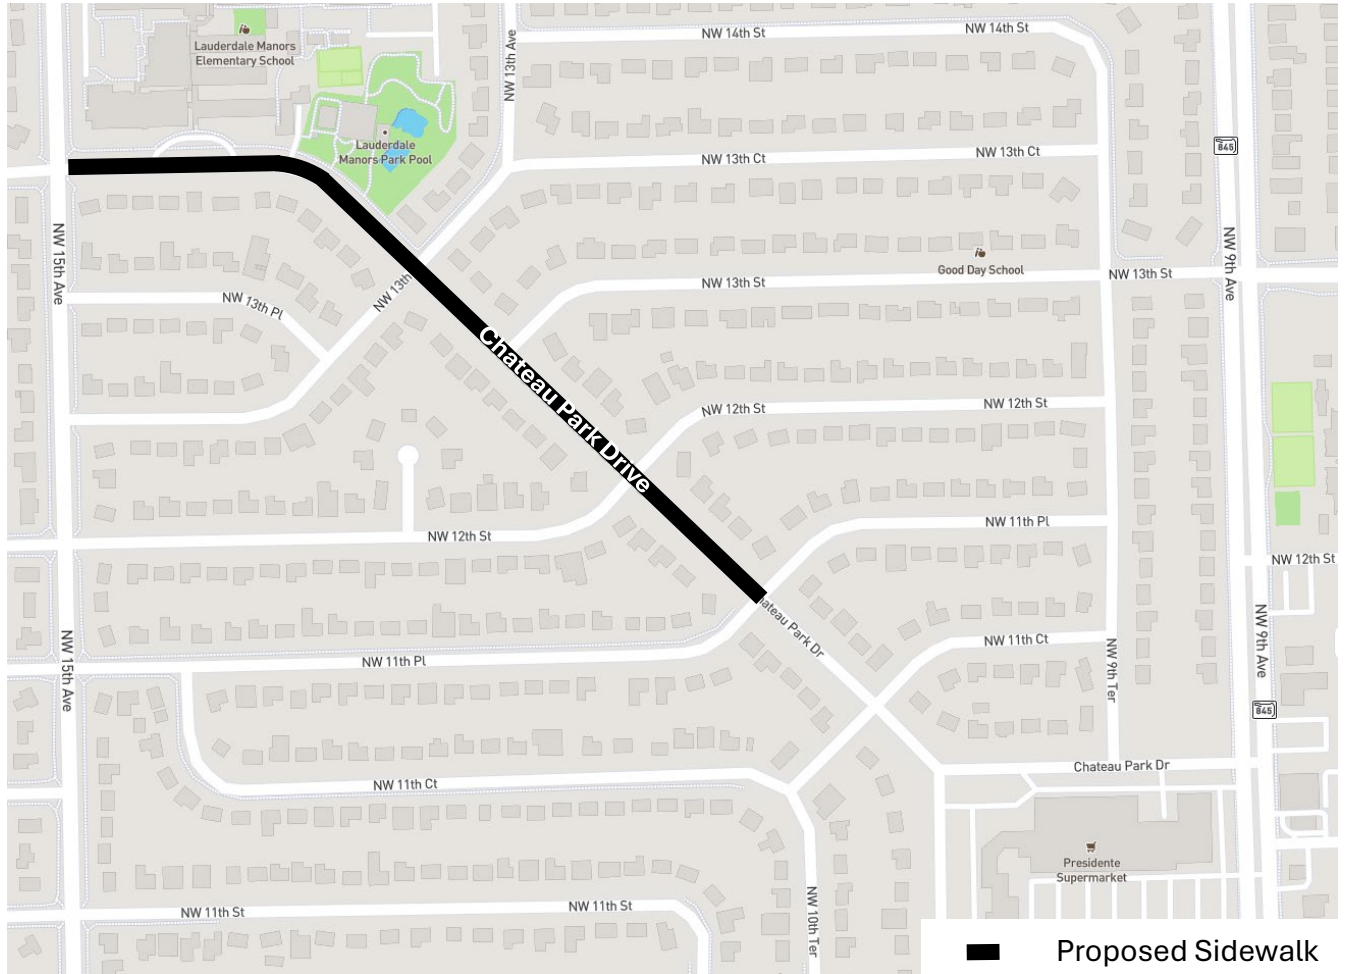 NW 14th St
NW 14th St
Lauderdale Manors
Elementary School
NW 13th Ave
845
Lauderdale
Manors Park Pool
NW 13th Ct
NW 13th Ct
NW 15th Ave
NW 9th Ave
Good Day School
NW 13th St
NW 13th St
NW 13th
NW 13th Pl
Chateau Park Drive
NW 12th St
NW 12th St
NW 11th Pl
NW 12th St
NW 12th St
hateau Park Dr
NW 9th Ave
NW 11th Ct
NW 11th Pl
NW 15th Ave
NW 9th Ter
845
Chateau Park Dr
NW 11th Ct
Presidente
Supermarket
NW 11th St
NW 11th St
NW 10th Ter
Proposed Sidewalk